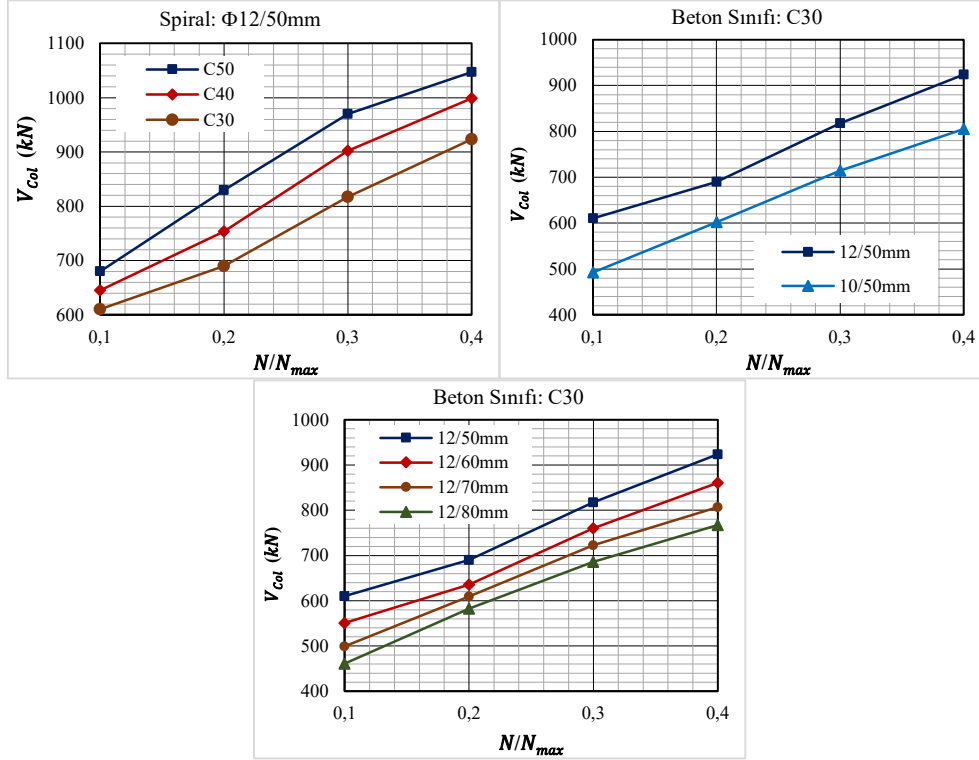 Spiral: Φ12/50mm
1100
1000
900
800
700
600
V_Col (kN)
C50
C40
C30
0,1 0,2 0,3 0,4
N/N_max
Beton Sınıfı: C30
1000
900
800
700
600
500
400
V_Col (kN)
12/50mm
10/50mm
0,1 0,2 0,3 0,4
N/N_max
Beton Sınıfı: C30
1000
900
800
700
600
500
400
V_Col (kN)
12/50mm
12/60mm
12/70mm
12/80mm
0,1 0,2 0,3 0,4
N/N_max